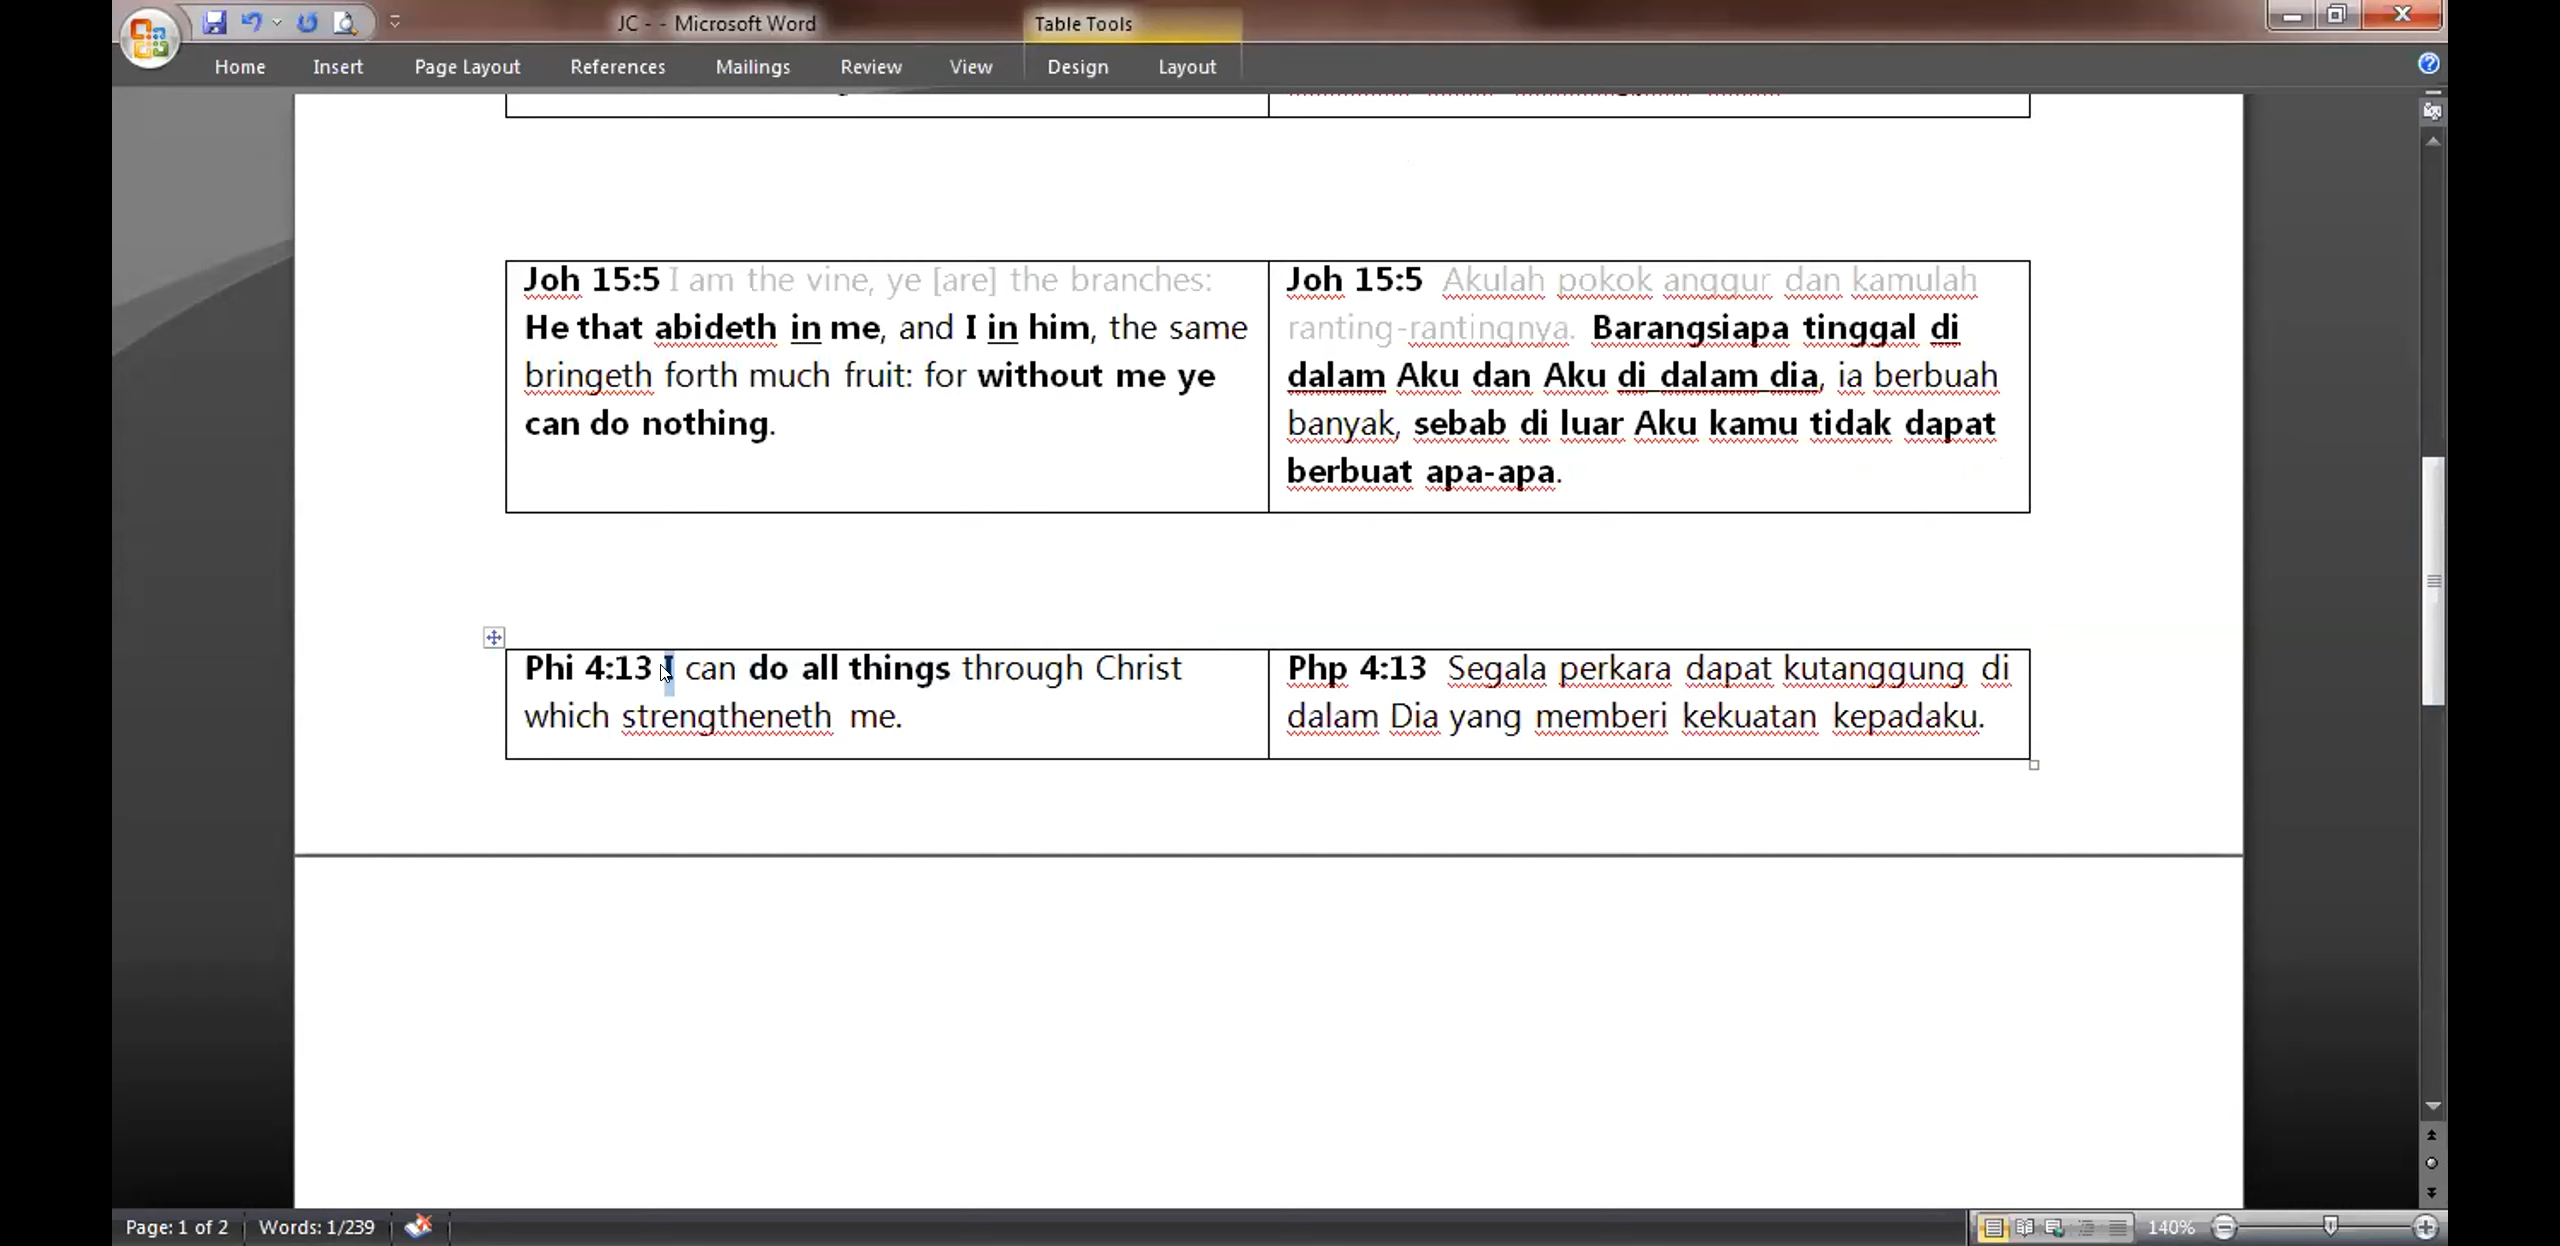 JC - - Microsoft Word
Table Tools
Home Insert Page Layout References Mailings Review View Design Layout
Joh 15:5 I am the vine, ye [are] the branches:
He that abideth in me, and I in him, the same
bringeth forth much fruit: for without me ye
can do nothing.
Joh 15:5 Akulah pokok anggur dan kamulah
ranting-rantingnya. Barangsiapa tinggal di
dalam Aku dan Aku di dalam dia, ia berbuah
banyak, sebab di luar Aku kamu tidak dapat
berbuat apa-apa.
Phi 4:13 I can do all things through Christ
which strengtheneth me.
Php 4:13 Segala perkara dapat kutanggung di
dalam Dia yang memberi kekuatan kepadaku.
Page: 1 of 2 Words: 1/239 140%